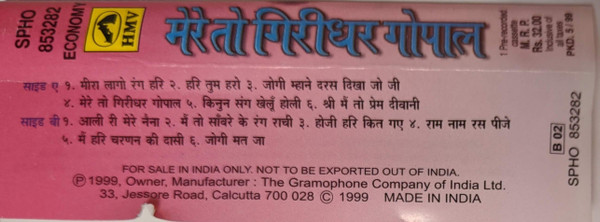 SPHO
853282
ECONOMY
HMV
मेरे तो गिरीधर गोपाल
1 Pre-recorded
cassette
M. R. P.
Rs. 32.00
Inclusive of
all taxes
PKD. 5 / 99
साइड ए १. मीरा लागो रंग हरि २. हरि तुम हरो ३. जोगी म्हाने दरस दिखा जो जी
४. मेरे तो गिरीधर गोपाल ५. किनुन संग खेलूँ होली ६. श्री मैं तो प्रेम दीवानी
साइड बी १. आली री मेरे नैना २. मैं तो साँवरे के रंग राची ३. होजी हरि कित गए ४. राम नाम रस पीजे
५. मैं हरि चरणन की दासी ६. जोगी मत जा
B 02
SPHO 853282
FOR SALE IN INDIA ONLY. NOT TO BE EXPORTED OUT OF INDIA.
Ⓟ 1999, Owner, Manufacturer : The Gramophone Company of India Ltd.
33, Jessore Road, Calcutta 700 028 © 1999 MADE IN INDIA